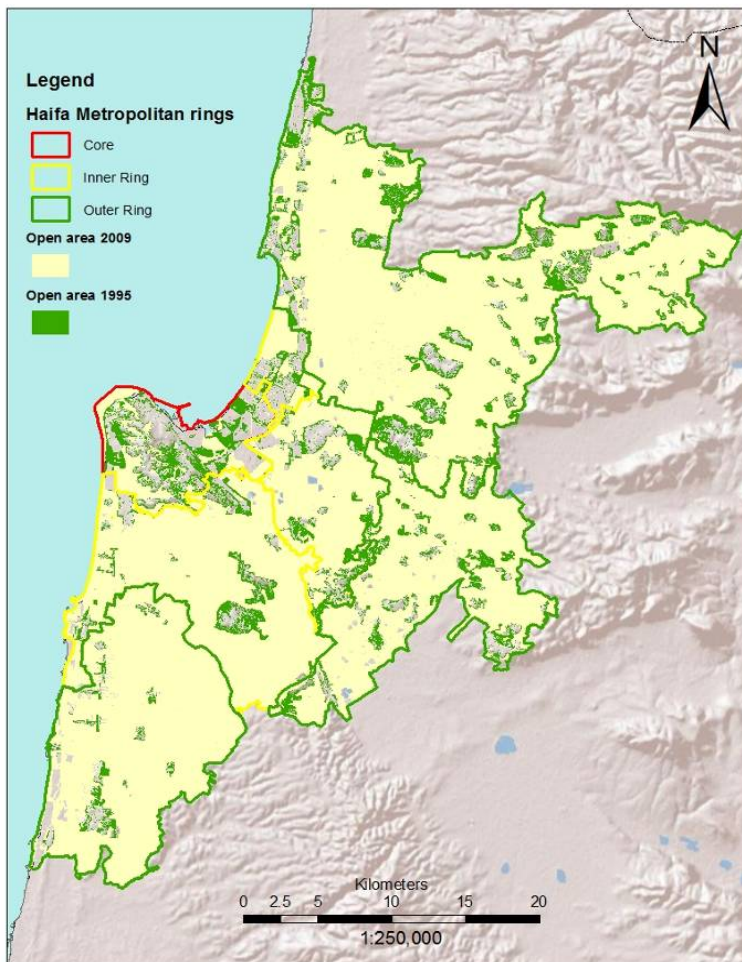 N
Legend
Haifa Metropolitan rings
Core
Inner Ring
Outer Ring
Open area 2009
Open area 1995
Kilometers
0 2.5 5 10 15 20
1:250,000